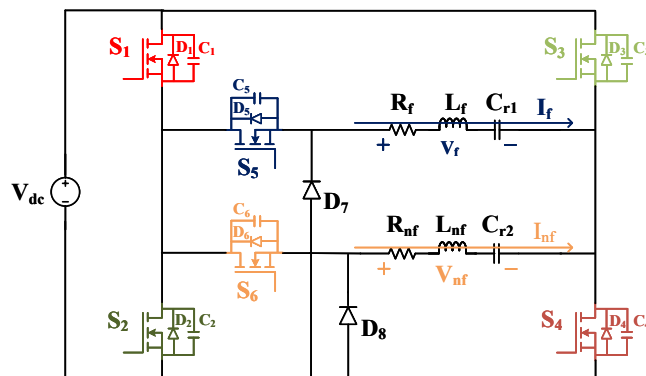 S1 D1 C1
S3 D3 C
C5
D5
S5
Rf Lf Cr1 If
+ Vf −
Vdc
D7
C6
D6
S6
Rnf Lnf Cr2 Inf
+ Vnf −
S2 D2 C2
D8
S4 D4 C